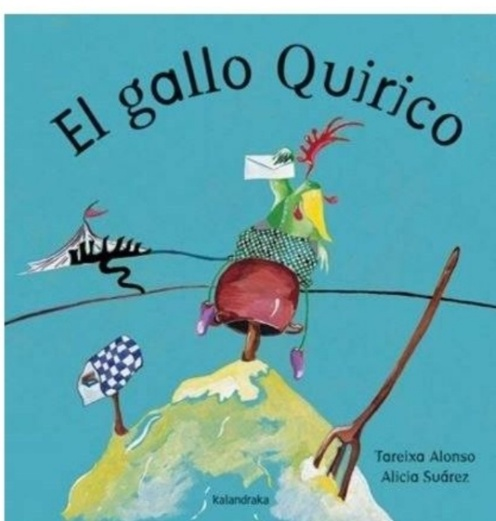 El gallo Quirico
Tareixa Alonso
Alicia Suárez
kalandraka